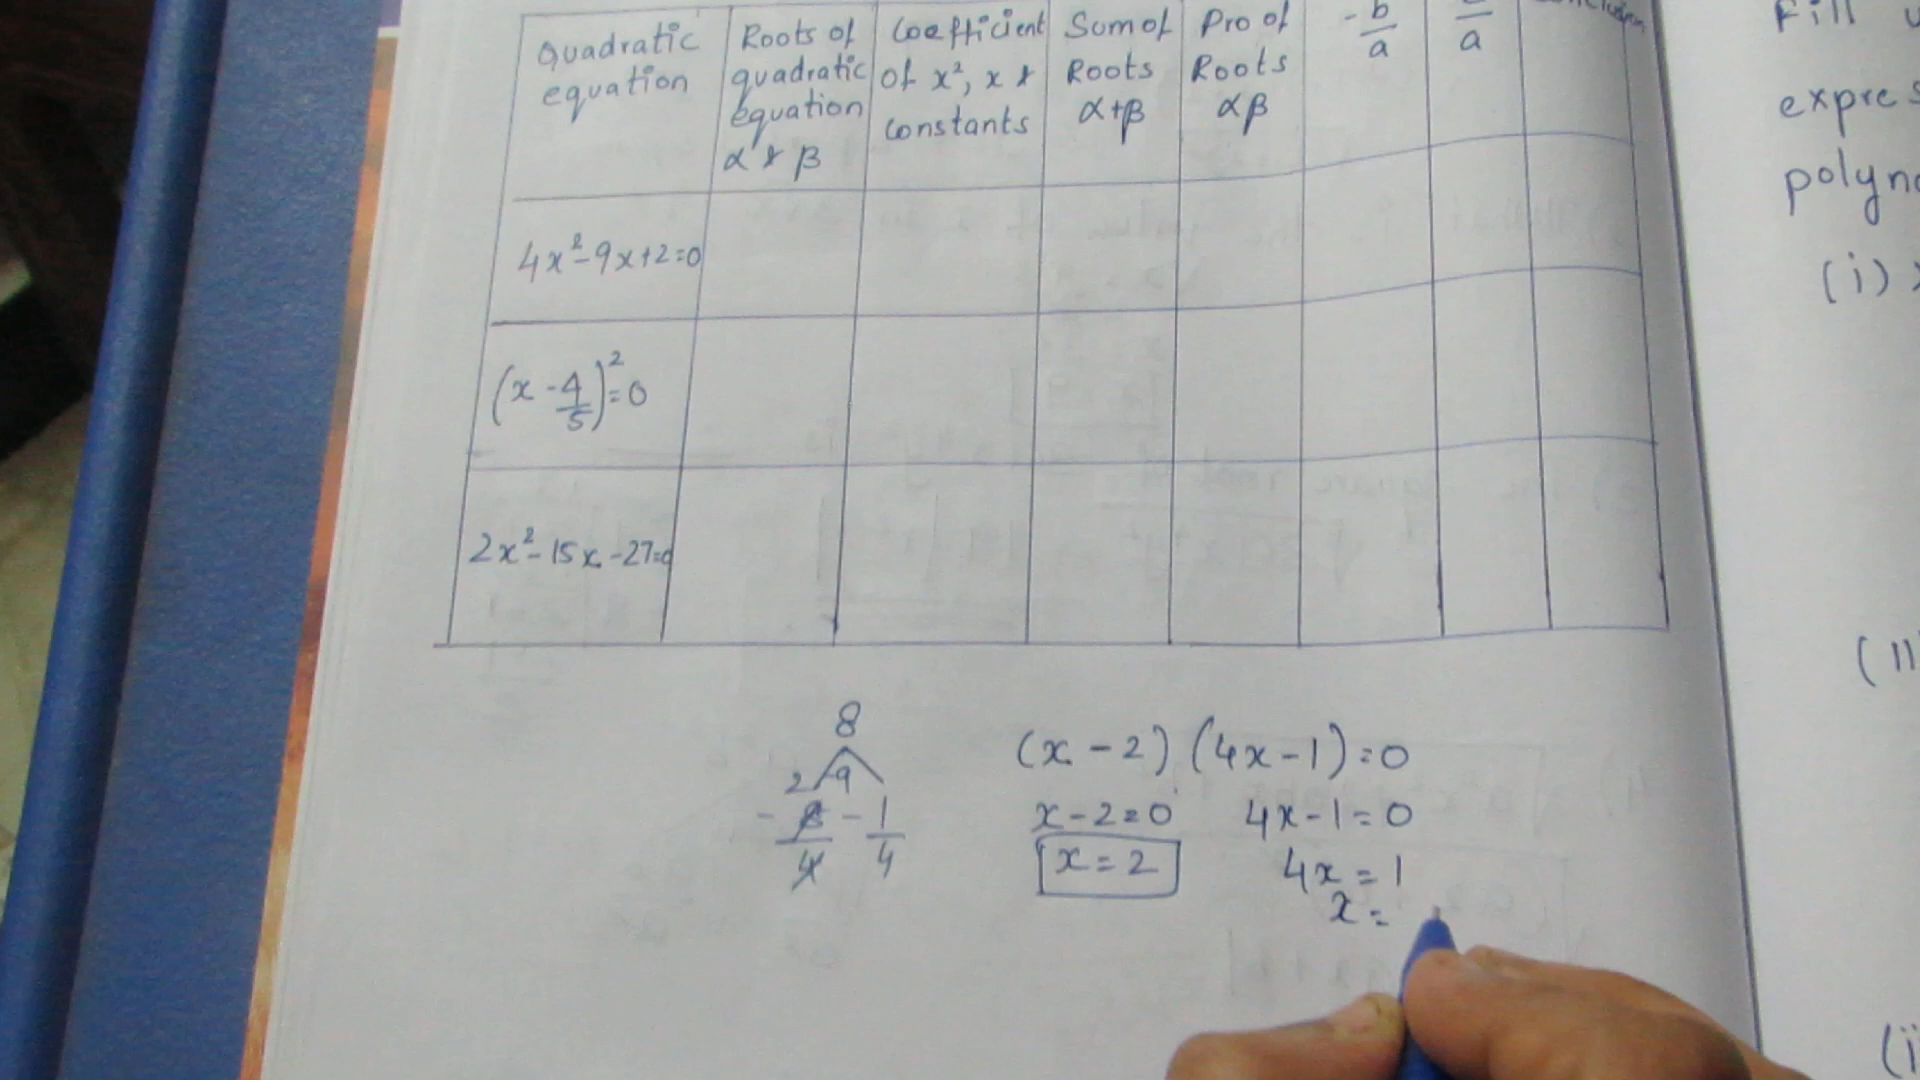 Quadratic equation
Roots of quadratic equation α & β
Coefficient of x², x & constants
Sum of Roots α+β
Pro of Roots αβ
-b/a
/a
4x²-9x+2=0
(x-4/5)²=0
2x²-15x-27=0
8
2 9
-8/4 -1/4
(x-2) (4x-1)=0
x-2=0 4x-1=0
x=2 4x=1
x=
Fill
expres
polyno
(i)
(ii
(i